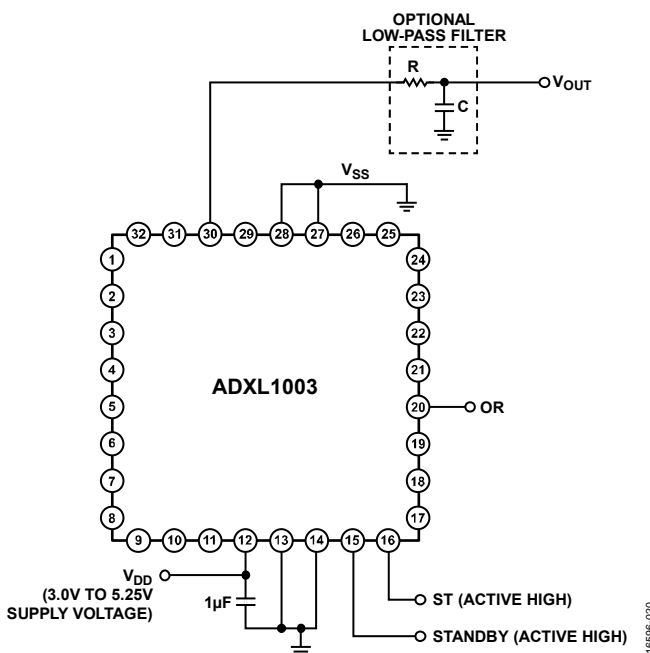 OPTIONAL
LOW-PASS FILTER
R
C
VOUT
VSS
32 31 30 29 28 27 26 25
1
2
3
4
5
6
7
8
24
23
22
21
20
19
18
17
ADXL1003
OR
9 10 11 12 13 14 15 16
VDD
(3.0V TO 5.25V
SUPPLY VOLTAGE)
1µF
ST (ACTIVE HIGH)
STANDBY (ACTIVE HIGH)
16596-020